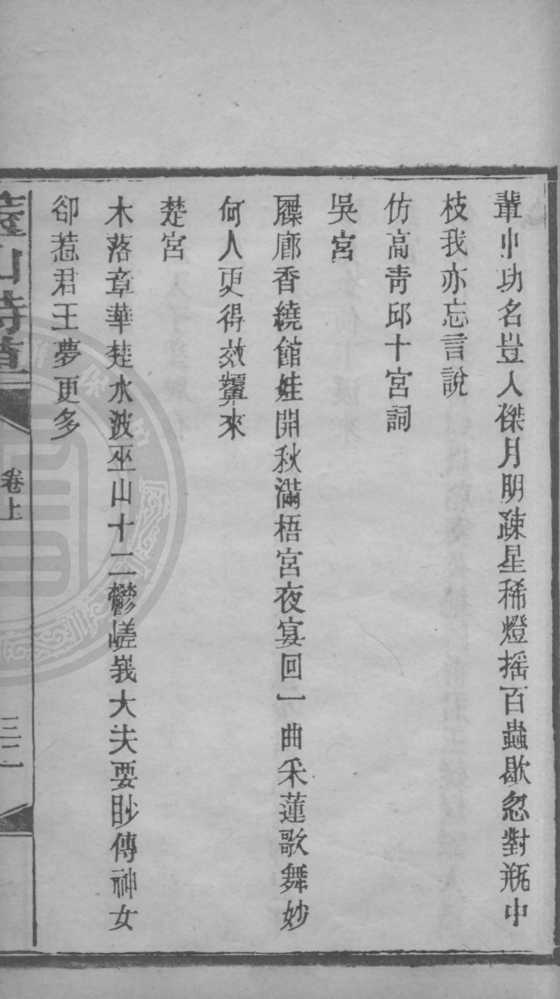 輩中功名豈人傑月明疎星稀燈搖百蟲歇忽對瓶中
枝我亦忘言說
仿高青邱十宮詞
吳宮
屧廊香繞館娃開秋滿梧宮夜宴回一曲采蓮歌舞妙
何人更得效顰來
楚宮
木落章華楚水波巫山十二鬱嵯峩大夫要眇傳神女
卻惹君王夢更多
山詩草
卷上
三二